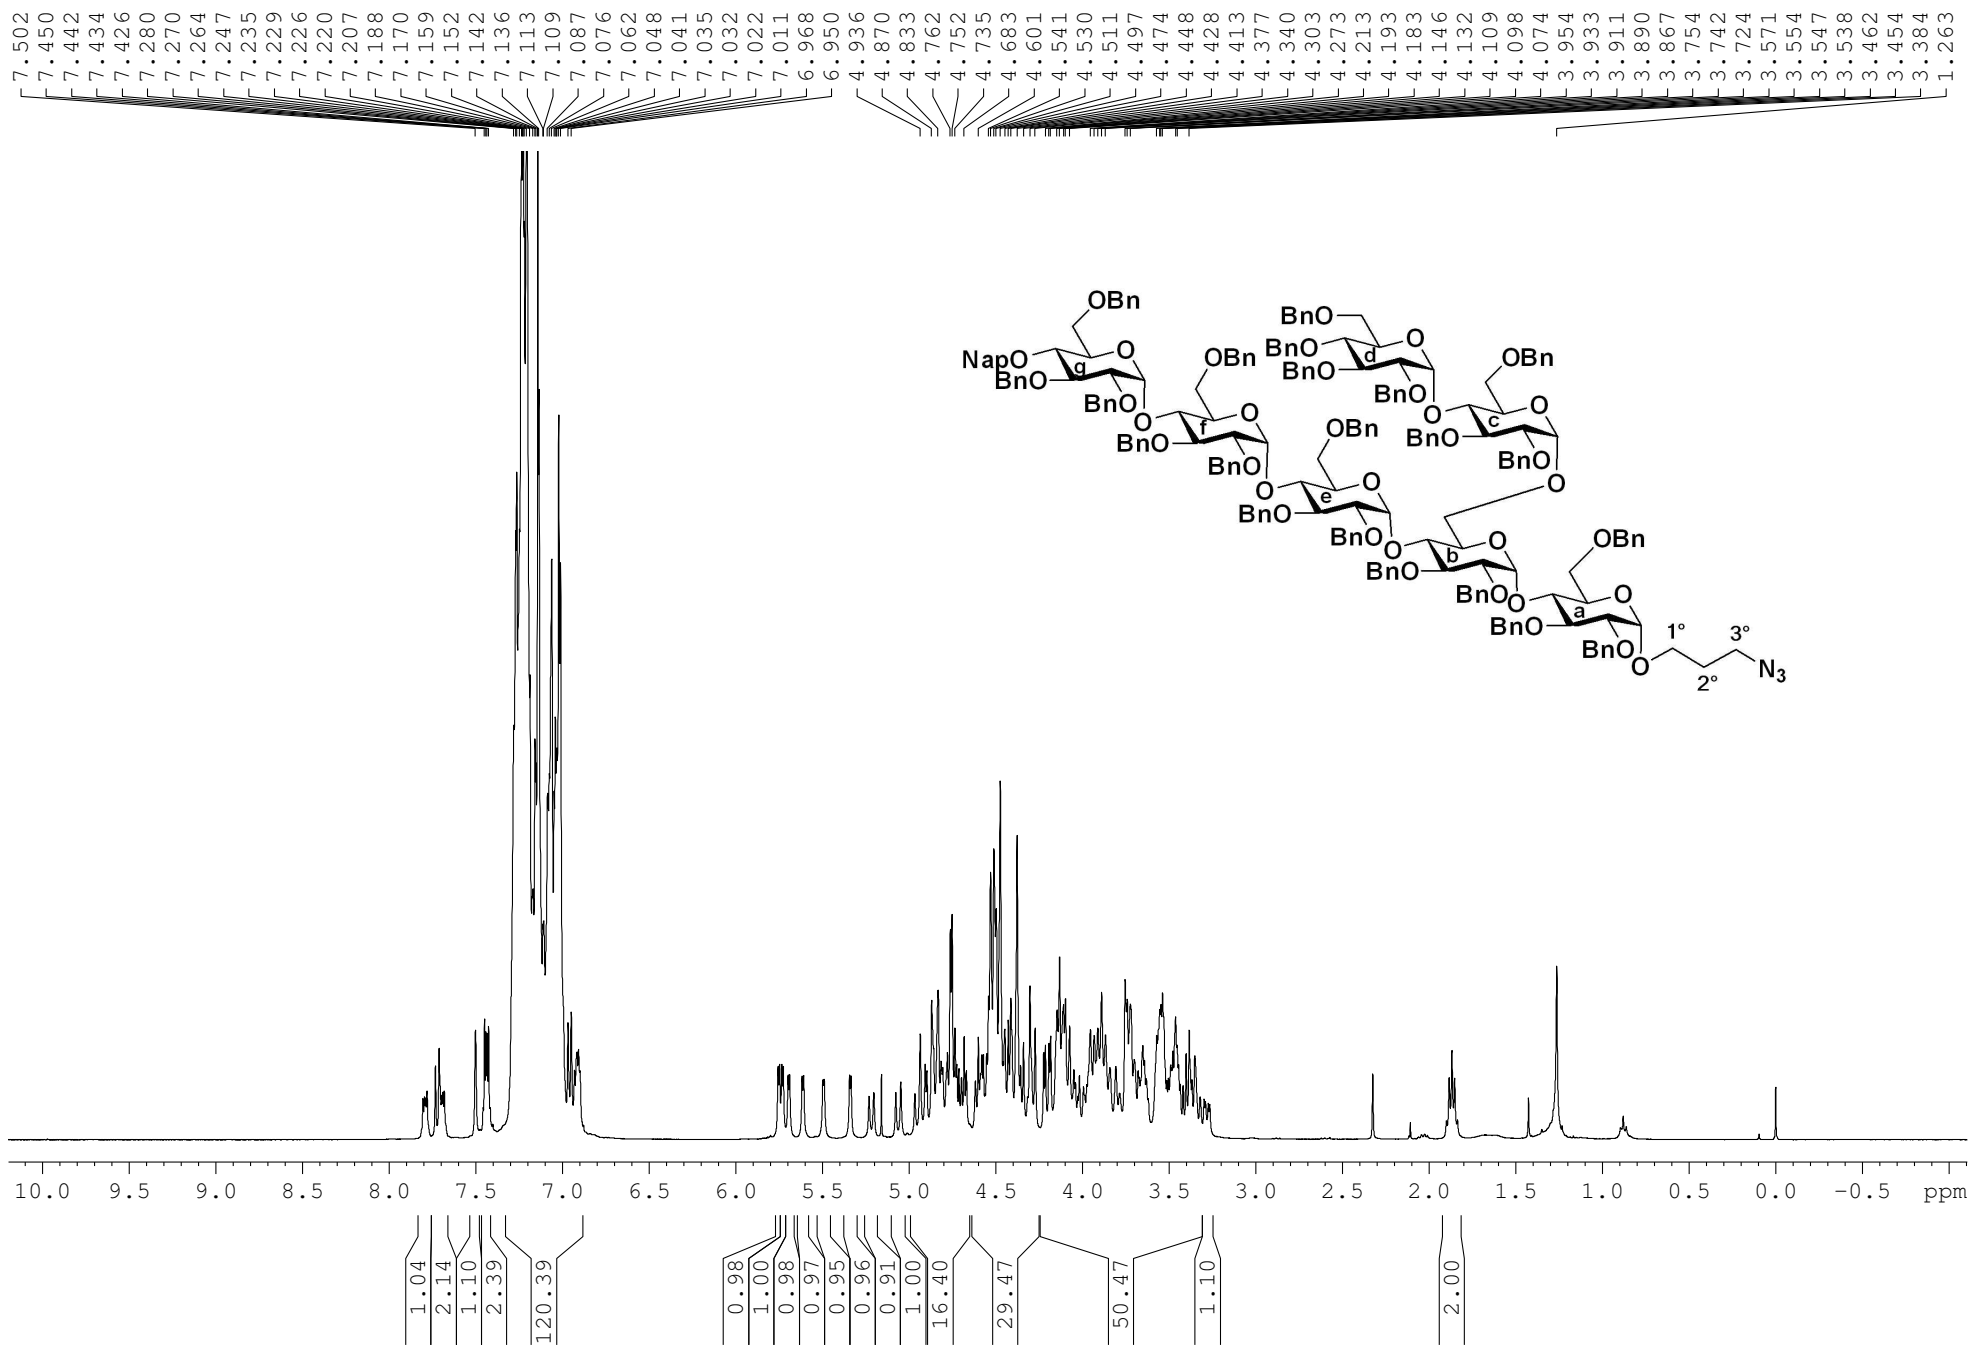 7.502 7.450 7.442 7.434 7.426 7.280 7.270 7.264 7.247 7.235 7.229 7.226 7.220 7.207 7.188 7.170 7.159 7.152 7.142 7.136 7.113 7.109 7.087 7.076 7.062 7.048 7.041 7.035 7.032 7.022 7.011 6.968 6.950 4.936 4.870 4.833 4.762 4.752 4.735 4.683 4.601 4.541 4.530 4.511 4.497 4.474 4.448 4.428 4.413 4.377 4.340 4.303 4.273 4.213 4.193 4.183 4.146 4.132 4.109 4.098 4.074 3.954 3.933 3.911 3.890 3.867 3.754 3.742 3.724 3.571 3.554 3.547 3.538 3.462 3.454 3.384 1.263
OBn
BnO
O
NapO
g
O
OBn
BnO
d
OBn
BnO
BnO
BnO
BnO
O
O
c
O
O
f
OBn
BnO
BnO
BnO
BnO
O
O
e
O
OBn
BnO
BnO
O
b
O
BnO
BnO
O
a
O
BnO
1°
3°
BnO
O
2°
N3
10.0 9.5 9.0 8.5 8.0 7.5 7.0 6.5 6.0 5.5 5.0 4.5 4.0 3.5 3.0 2.5 2.0 1.5 1.0 0.5 0.0 -0.5 ppm
1.04 2.14 1.10 2.39 120.39 0.98 1.00 0.98 0.97 0.95 0.96 0.91 1.00 16.40 29.47 50.47 1.10 2.00